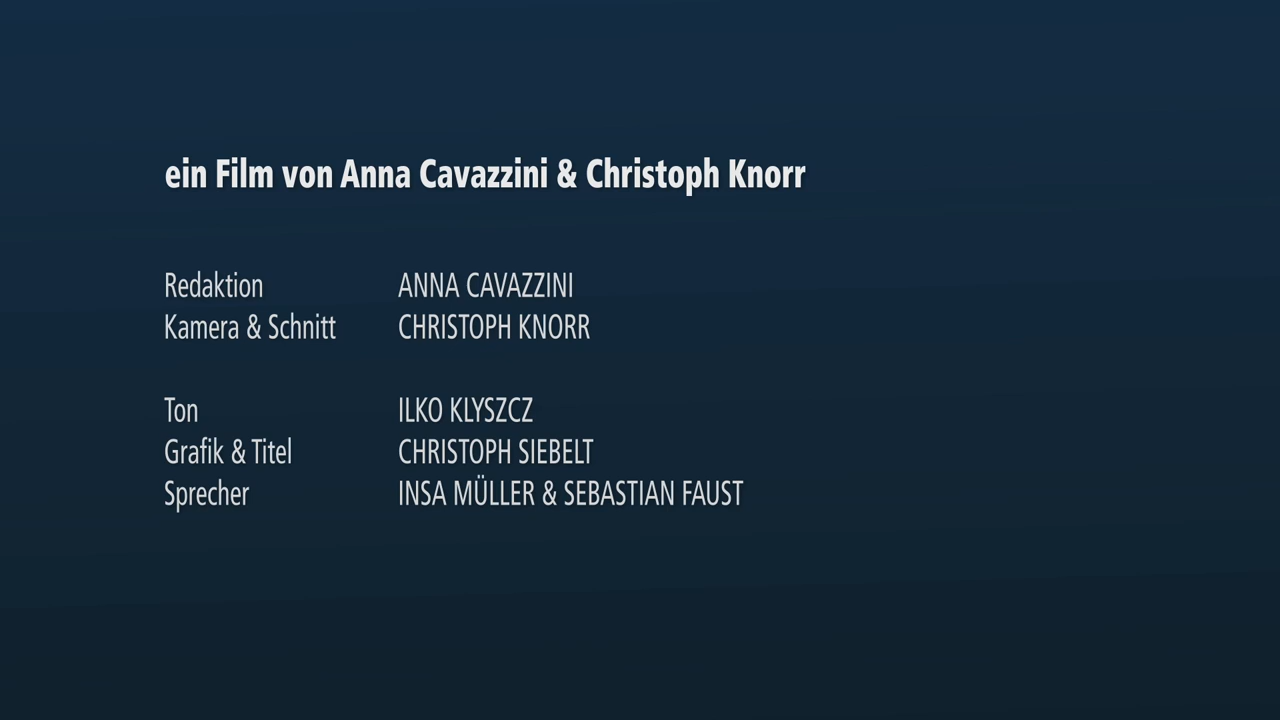 ein Film von Anna Cavazzini & Christoph Knorr
Redaktion ANNA CAVAZZINI
Kamera & Schnitt CHRISTOPH KNORR
Ton ILKO KLYSZCZ
Grafik & Titel CHRISTOPH SIEBELT
Sprecher INSA MÜLLER & SEBASTIAN FAUST